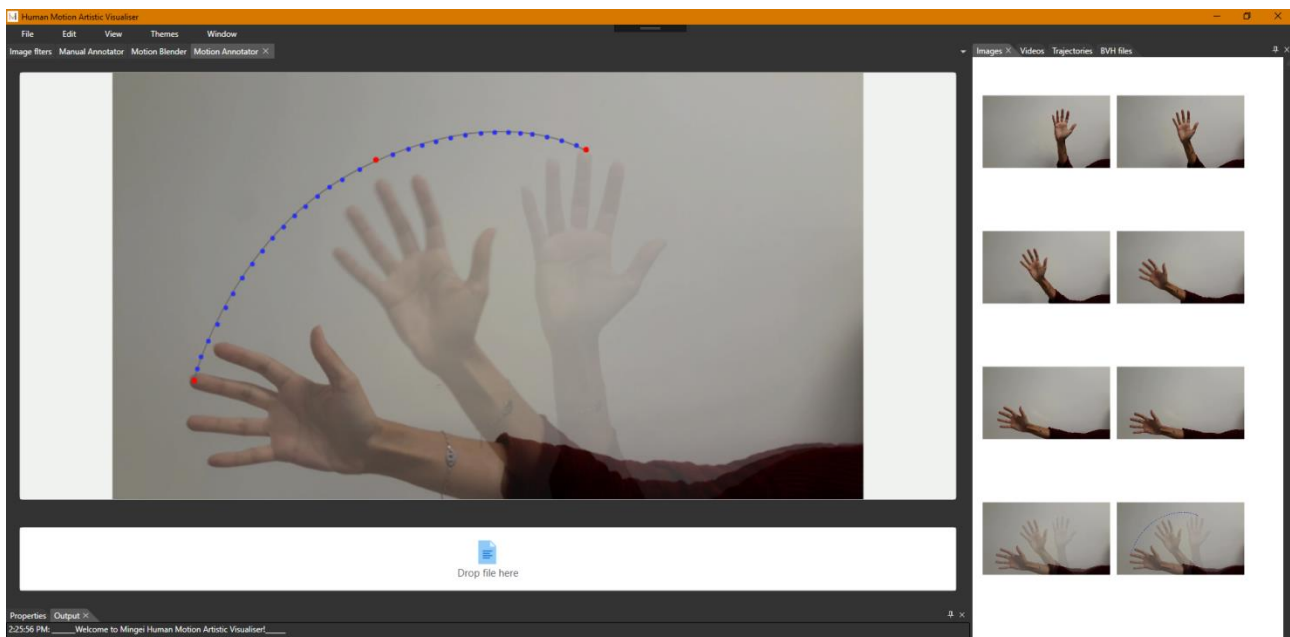 Human Motion Artistic Visualiser
File Edit View Themes Window
Image flters Manual Annotator Motion Blender Motion Annotator
Images Videos Trajectories BVH files
Drop file here
Properties Output
2:25:56 PM: _____Welcome to Mingei Human Motion Artistic Visualiser!_____